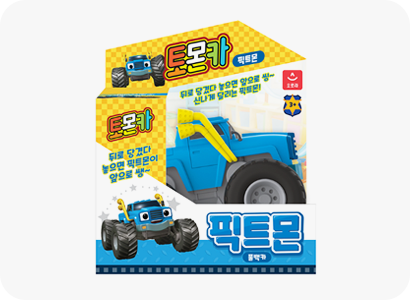 토몬카
픽트몬
뒤로 당겼다 놓으면 앞으로 씽~
신나게 달리는 픽트몬!
토몬카
뒤로 당겼다
놓으면 픽트몬이
앞으로 씽~
픽트몬
풀백카